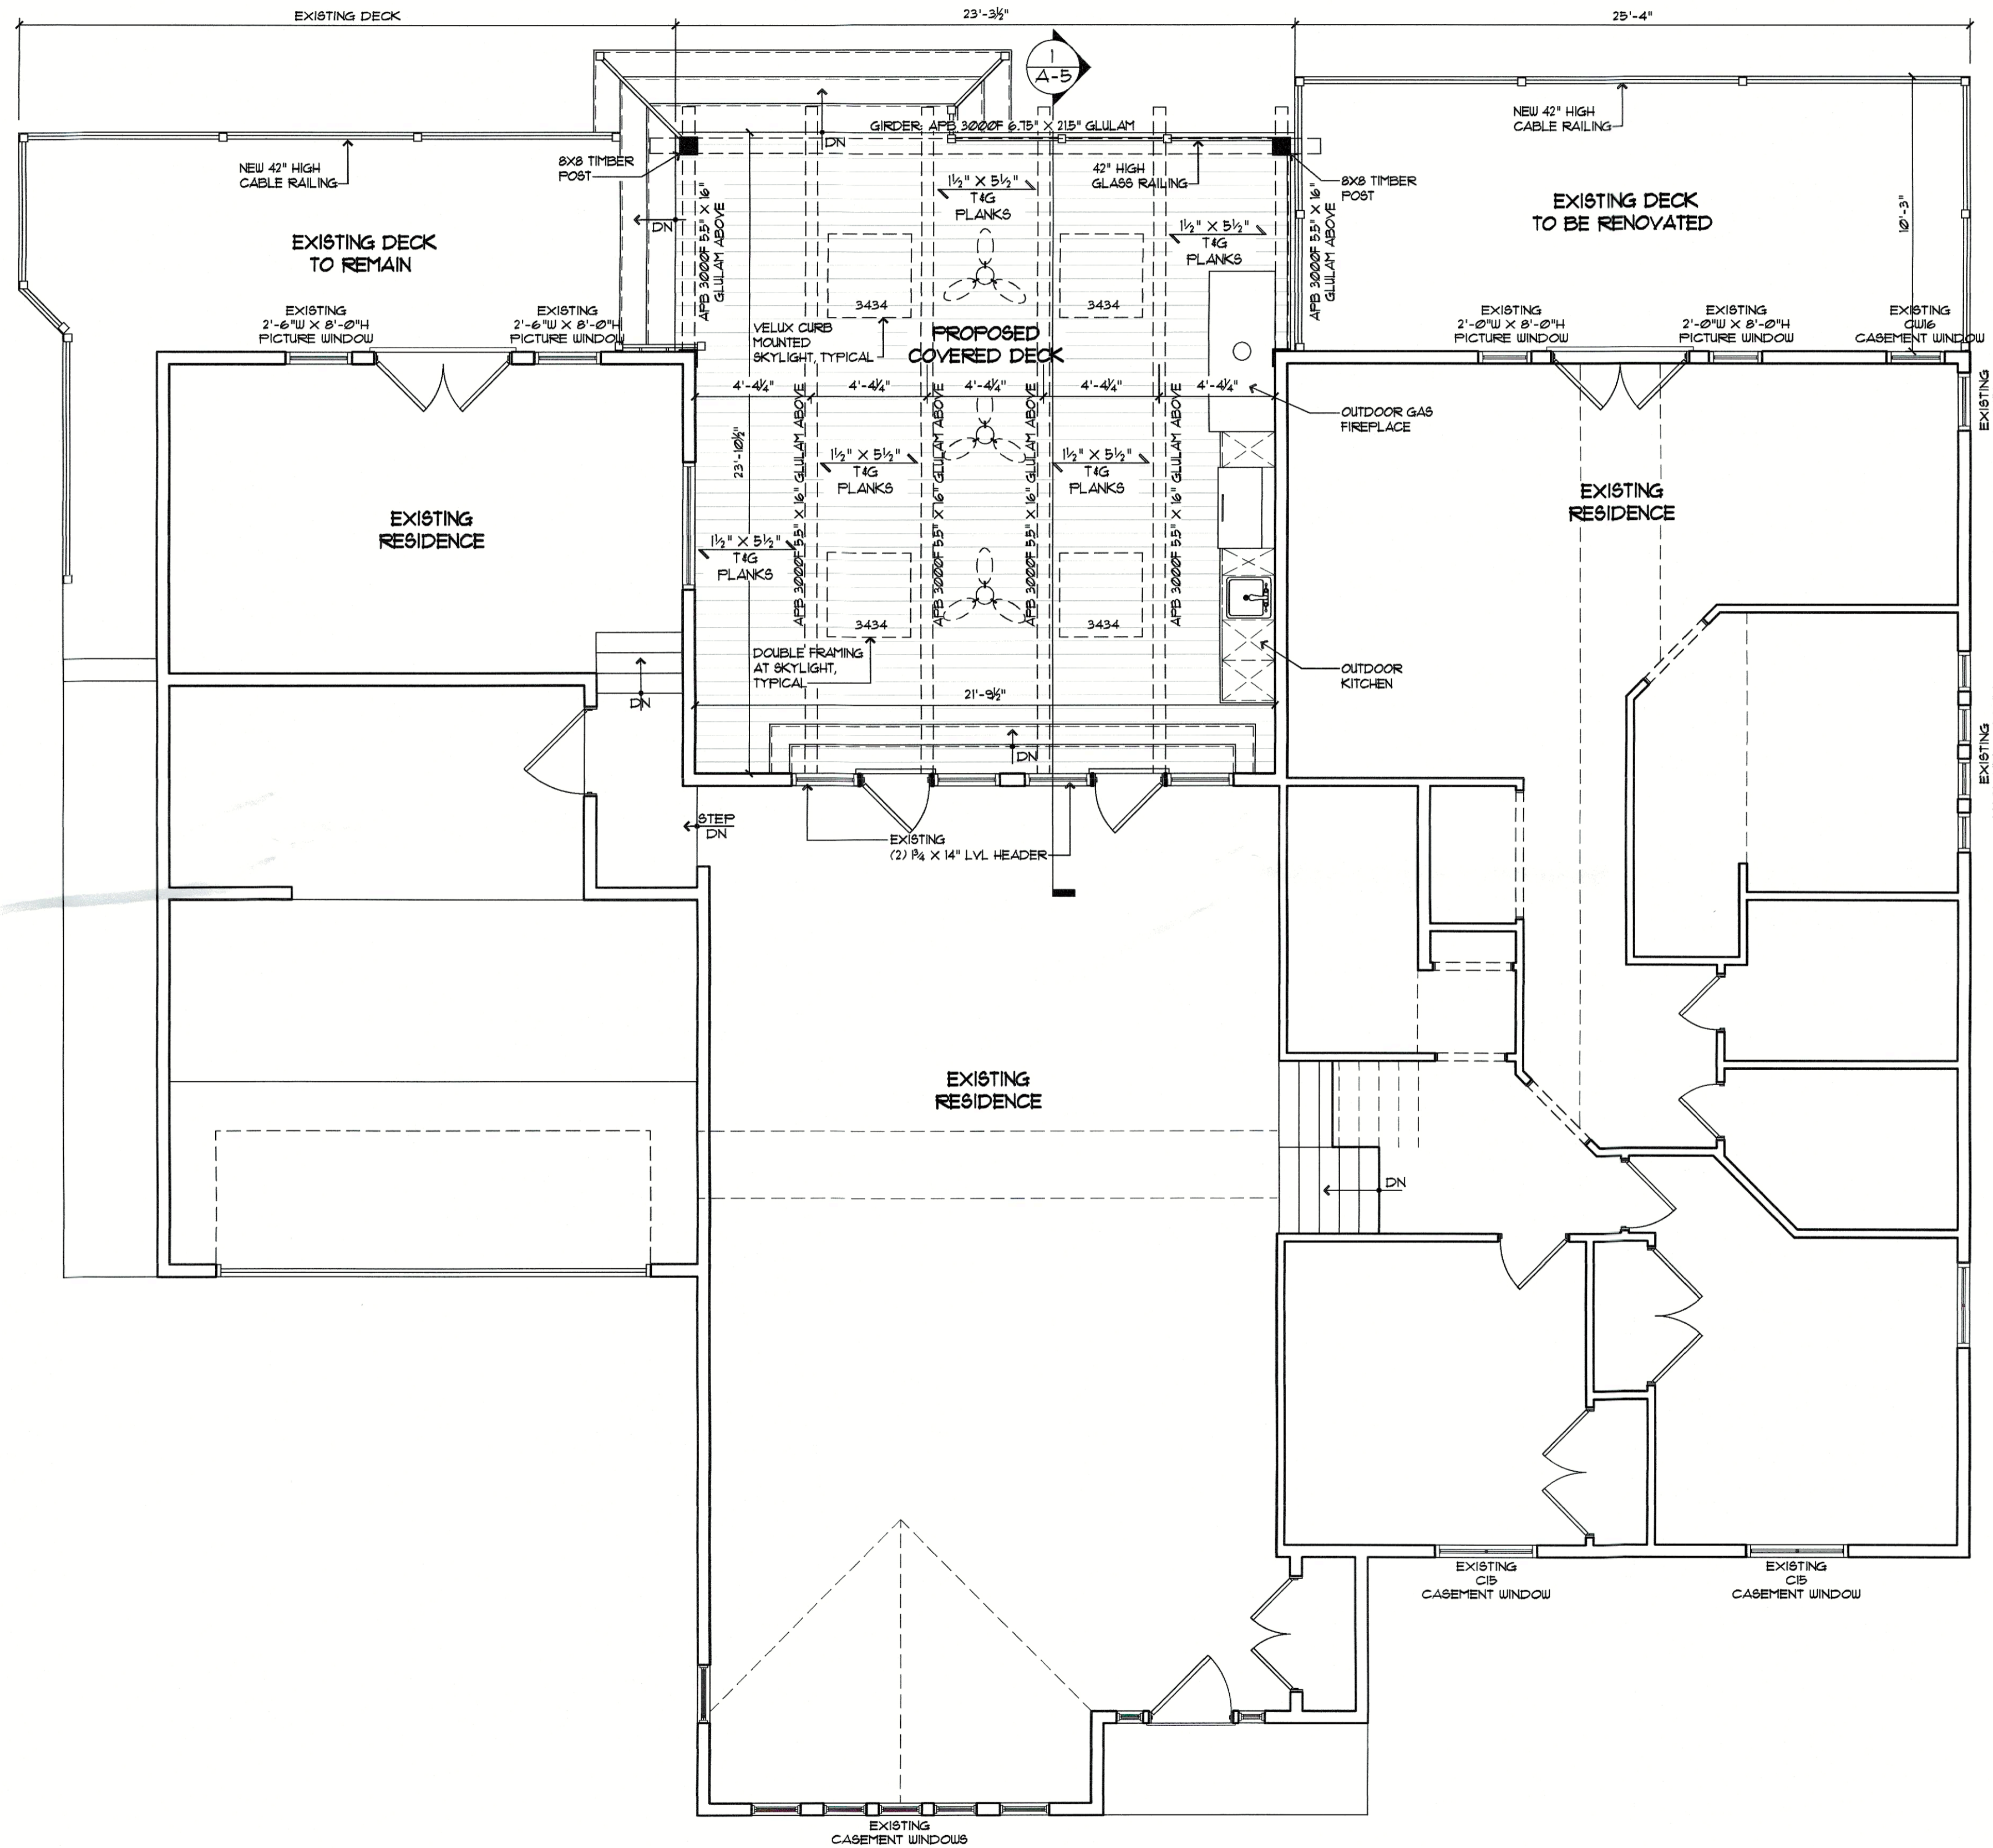 EXISTING DECK
23'-3½"
25'-4"
1
A-5
NEW 42" HIGH
CABLE RAILING
GIRDER: APB 3000F 6.75" X 21.5" GLULAM
DN
8X8 TIMBER
POST
NEW 42" HIGH
CABLE RAILING
42" HIGH
GLASS RAILING
8X8 TIMBER
POST
1½" X 5½"
T&G
PLANKS
EXISTING DECK
TO BE RENOVATED
10'-3"
APB 3000F 5.5" X 16"
GLULAM ABOVE
APB 3000F 5.5" X 16"
GLULAM ABOVE
DN
1½" X 5½"
T&G
PLANKS
EXISTING DECK
TO REMAIN
3434
3434
EXISTING
2'-6"W X 8'-0"H
PICTURE WINDOW
EXISTING
2'-6"W X 8'-0"H
PICTURE WINDOW
VELUX CURB
MOUNTED
SKYLIGHT, TYPICAL
PROPOSED
COVERED DECK
EXISTING
2'-0"W X 8'-0"H
PICTURE WINDOW
EXISTING
2'-0"W X 8'-0"H
PICTURE WINDOW
EXISTING
CW16
CASEMENT WINDOW
4'-4¼"
4'-4¼"
4'-4¼"
4'-4¼"
4'-4¼"
EXISTING
OUTDOOR GAS
FIREPLACE
23'-10½"
APB 3000F 5.5" X 16" GLULAM ABOVE
APB 3000F 5.5" X 16" GLULAM ABOVE
APB 3000F 5.5" X 16" GLULAM ABOVE
APB 3000F 5.5" X 16" GLULAM ABOVE
1½" X 5½"
T&G
PLANKS
1½" X 5½"
T&G
PLANKS
EXISTING
RESIDENCE
EXISTING
RESIDENCE
1½" X 5½"
T&G
PLANKS
3434
3434
DOUBLE FRAMING
AT SKYLIGHT,
TYPICAL
OUTDOOR
KITCHEN
21'-9½"
DN
DN
EXISTING
STEP
DN
EXISTING
(2) 1¾ X 14" LVL HEADER
EXISTING
RESIDENCE
DN
EXISTING
C15
CASEMENT WINDOW
EXISTING
C15
CASEMENT WINDOW
EXISTING
CASEMENT WINDOWS